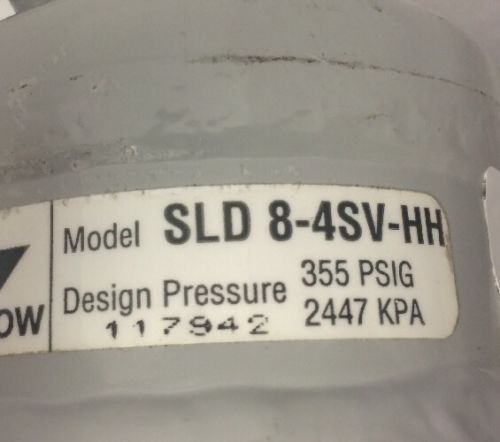 Model SLD 8-4SV-HH
Design Pressure 355 PSIG
2447 KPA
117942
OW